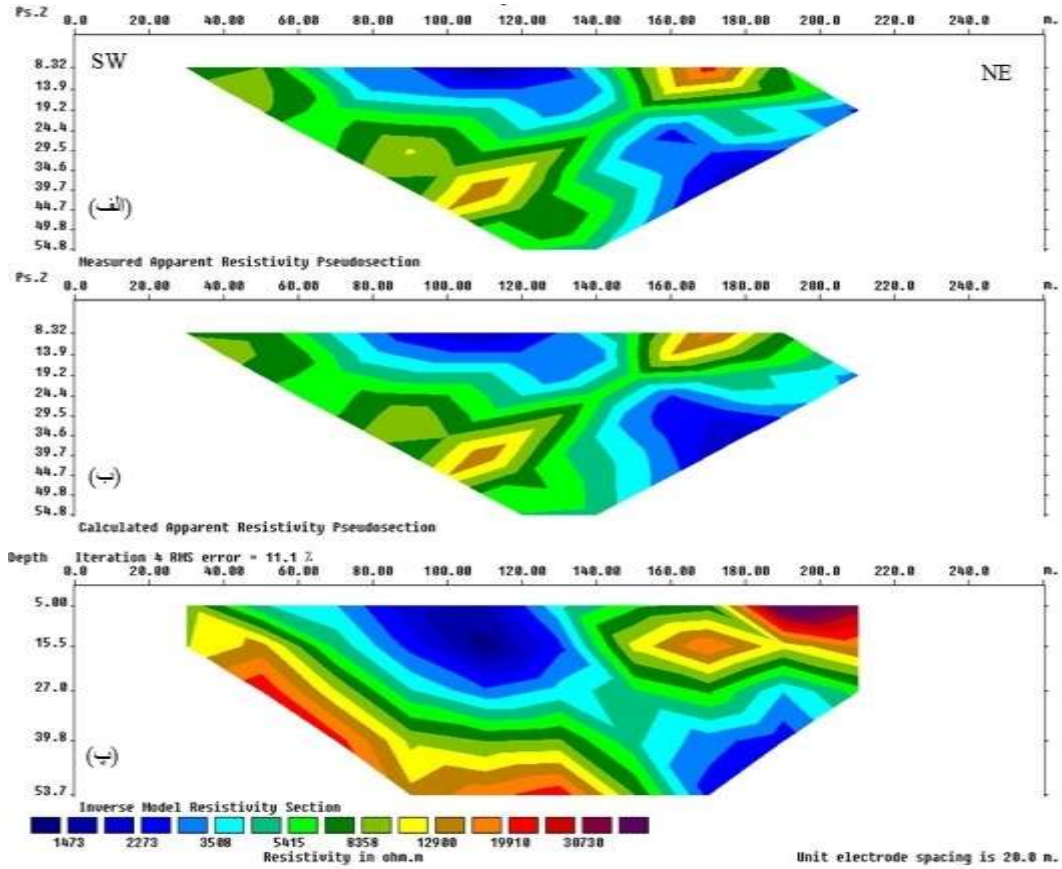 Ps.Z 0.0 20.00 40.00 60.00 80.00 100.00 120.00 140.00 160.00 180.00 200.0 220.0 240.0 m.
SW NE
8.32
13.9
19.2
24.4
29.5
34.6
39.7
44.7
49.8
54.8
(الف)
Measured Apparent Resistivity Pseudosection
Ps.Z 0.0 20.00 40.00 60.00 80.00 100.00 120.00 140.00 160.00 180.00 200.0 220.0 240.0 m.
8.32
13.9
19.2
24.4
29.5
34.6
39.7
44.7
49.8
54.8
(ب)
Calculated Apparent Resistivity Pseudosection
Depth Iteration 4 RMS error = 11.1 %
0.0 20.00 40.00 60.00 80.00 100.00 120.00 140.00 160.00 180.00 200.0 220.0 240.0 m.
5.00
15.5
27.0
39.8
53.7
(پ)
Inverse Model Resistivity Section
1473 2273 3508 5415 8358 12900 19910 30730
Resistivity in ohm.m
Unit electrode spacing is 20.0 m.